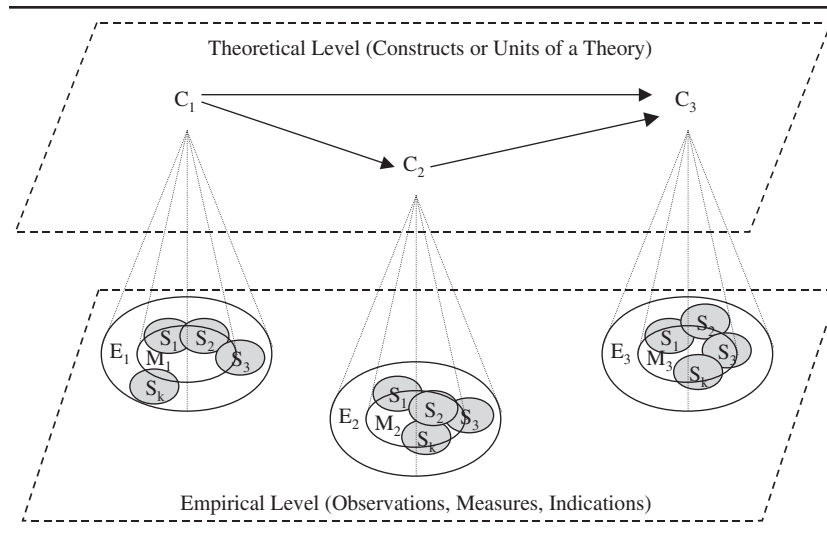 Theoretical Level (Constructs or Units of a Theory)
C₁
C₃
C₂
E₁
M₁
S₁
S₂
S₃
Sₖ
E₂
M₂
S₁
S₂
S₃
Sₖ
E₃
M₃
S₁
S₂
S₃
Sₖ
Empirical Level (Observations, Measures, Indications)